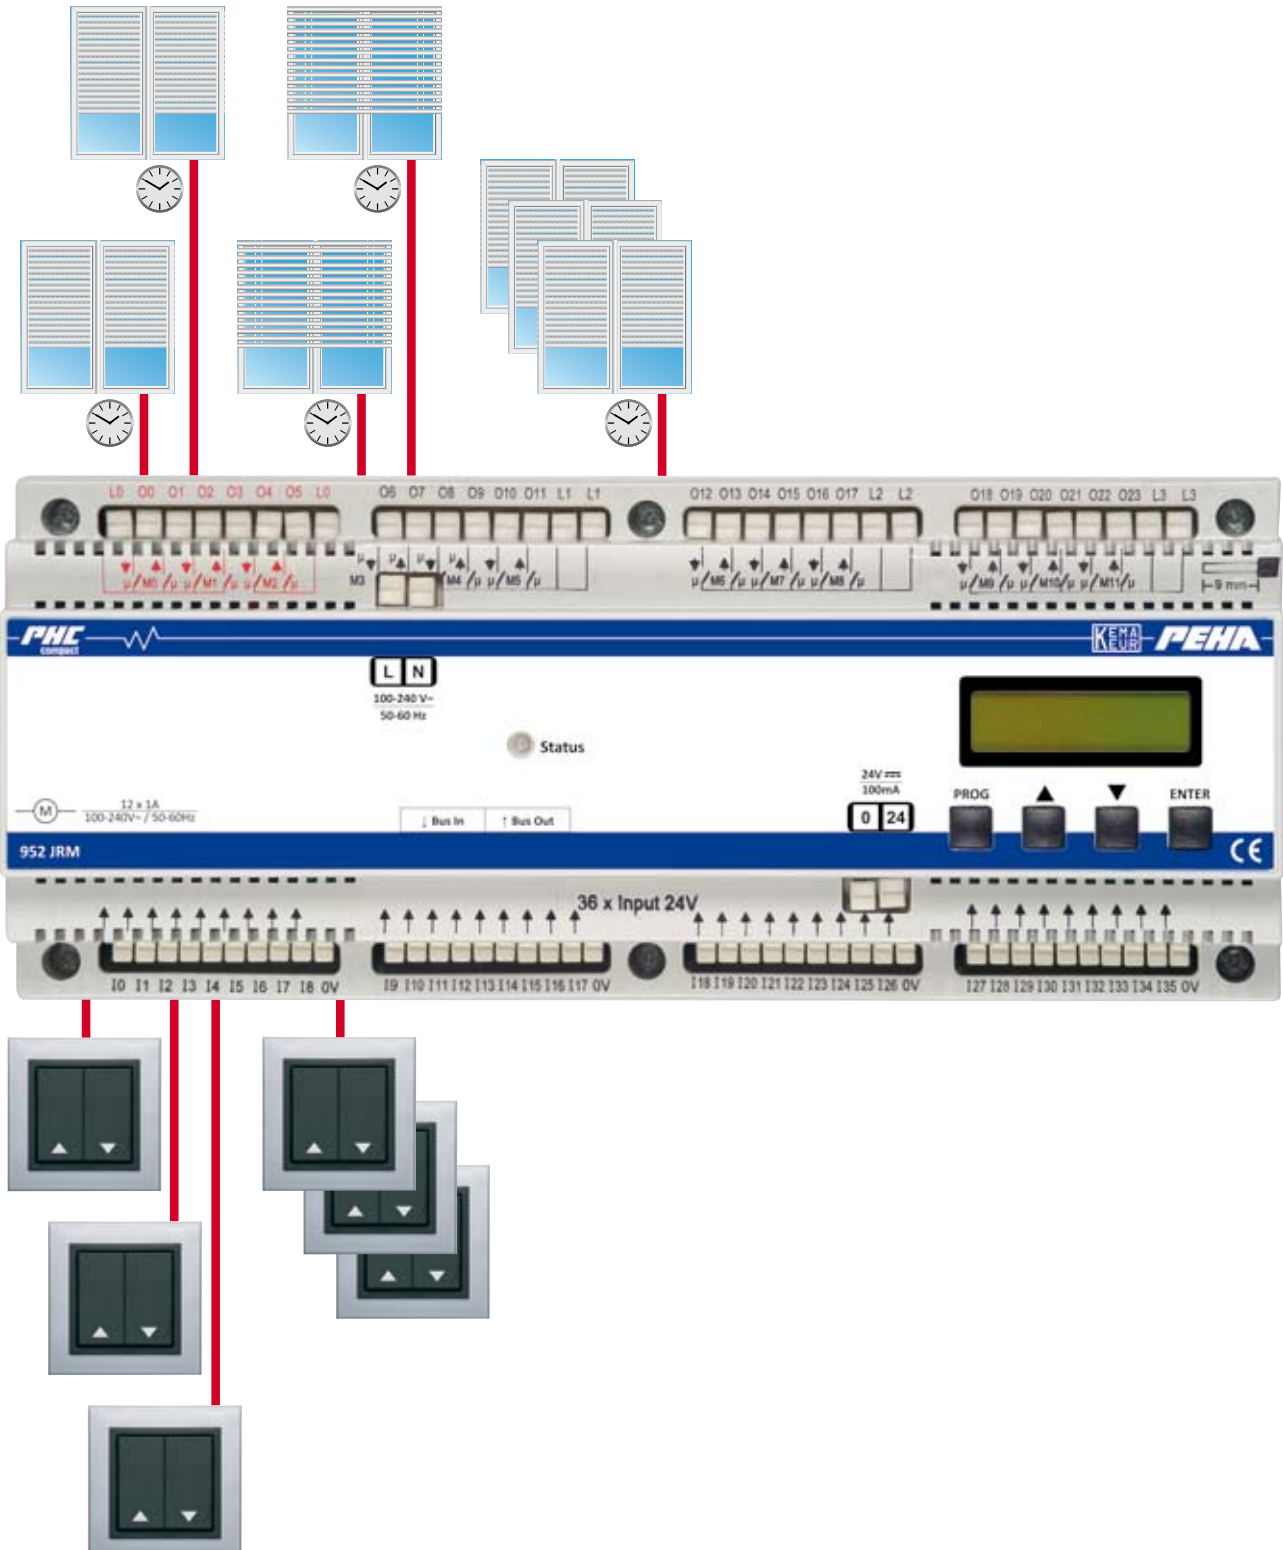 L0 O0 O1 O2 O3 O4 O5 L0
O6 O7 O8 O9 O10 O11 L1 L1
O12 O13 O14 O15 O16 O17 L2 L2
O18 O19 O20 O21 O22 O23 L3 L3
μ/M0/μ μ/M1/μ μ/M2/μ
μ μ
M3 M4/μ μ/M5/μ
μ/M6/μ μ/M7/μ μ/M8/μ
μ/M9/μ μ/M10/μ μ/M11/μ
9 mm
PHC
compact
KEMA
KEUR
PEHA
L N
100-240 V~
50-60 Hz
Status
24V
100mA
0 24
PROG ▲ ▼ ENTER
M
12 x 1A
100-240V~ / 50-60Hz
↓ Bus In ↑ Bus Out
952 JRM
CE
36 x Input 24V
I0 I1 I2 I3 I4 I5 I6 I7 I8 0V
I9 I10 I11 I12 I13 I14 I15 I16 I17 0V
I18 I19 I20 I21 I22 I23 I24 I25 I26 0V
I27 I28 I29 I30 I31 I32 I33 I34 I35 0V